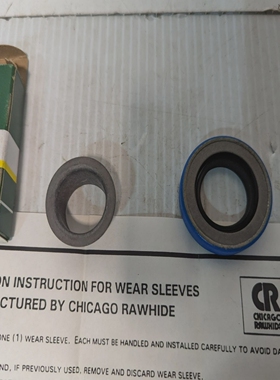 ON INSTRUCTION FOR WEAR SLEEVES
CTURED BY CHICAGO RAWHIDE
CR
CHICAGO
RAWHIDE
ONE (1) WEAR SLEEVE. EACH MUST BE HANDLED AND INSTALLED CAREFULLY TO AVOID DA
ND, IF PREVIOUSLY USED, REMOVE AND DISCARD WEAR SLEEVE.